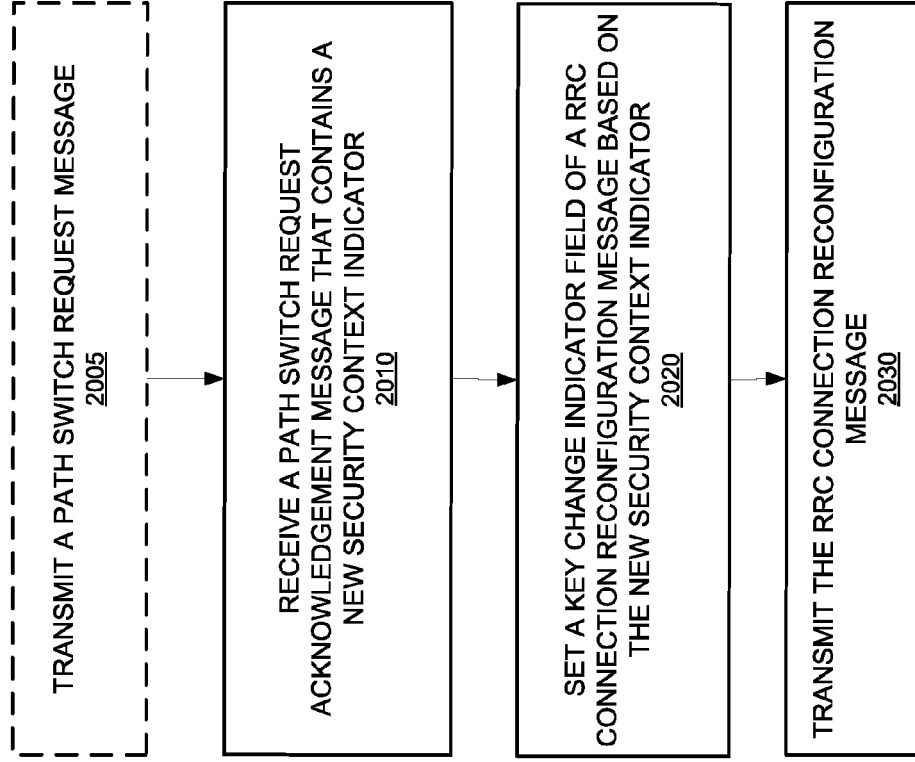 TRANSMIT A PATH SWITCH REQUEST MESSAGE
2005
RECEIVE A PATH SWITCH REQUEST
ACKNOWLEDGEMENT MESSAGE THAT CONTAINS A
NEW SECURITY CONTEXT INDICATOR
2010
SET A KEY CHANGE INDICATOR FIELD OF A RRC
CONNECTION RECONFIGURATION MESSAGE BASED ON
THE NEW SECURITY CONTEXT INDICATOR
2020
TRANSMIT THE RRC CONNECTION RECONFIGURATION
MESSAGE
2030